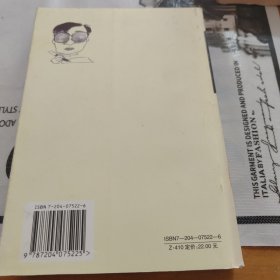 ISBN 7-204-07522-6
9 787204 075225 >
ISBN7—204—07522—6
Z·410 定价:22.00 元
THIS GARMENT IS DESIGNED AND PRODUCED IN
ITALIA BY FASHION